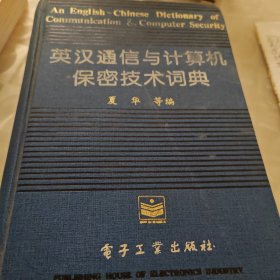 An English-Chinese Dictionary of
Communication & Computer Security
英汉通信与计算机
保密技术词典
夏华 等编
电子工业出版社
PUBLISHING HOUSE OF ELECTRONICS INDUSTRY